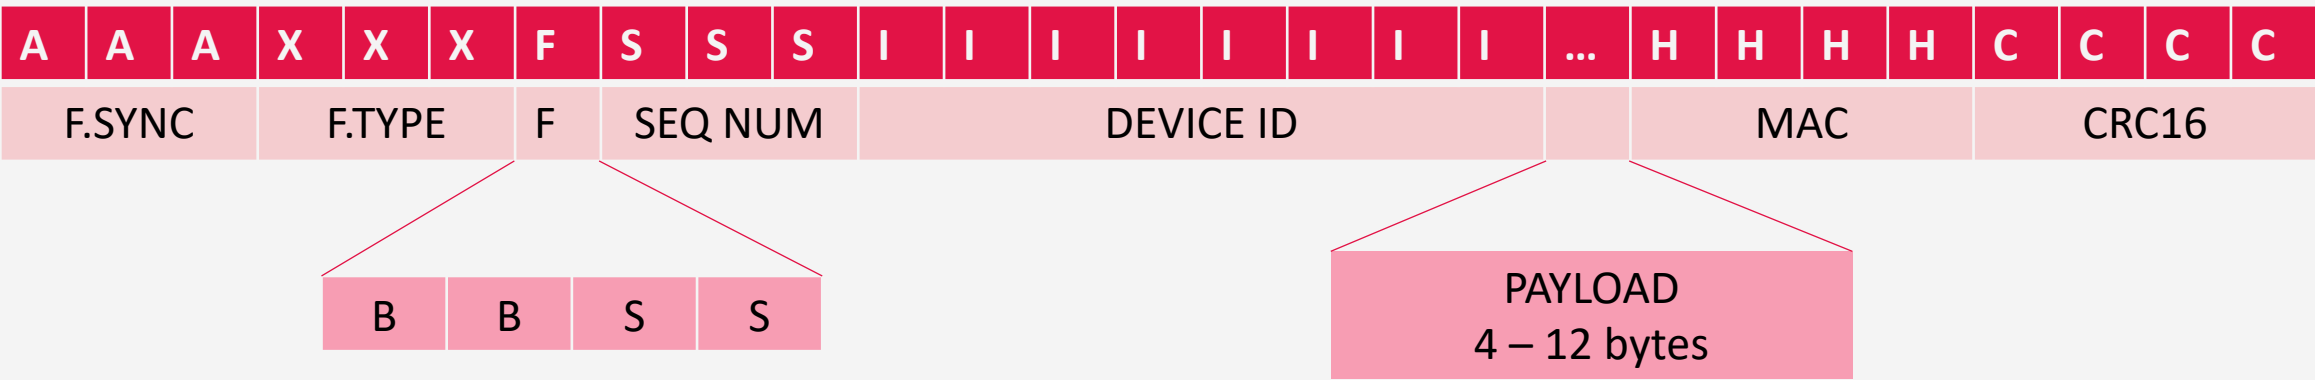 A A A X X X F S S S I I I I I I I I ... H H H H C C C C
F.SYNC F.TYPE F SEQ NUM DEVICE ID MAC CRC16
B B S S
PAYLOAD
4 – 12 bytes